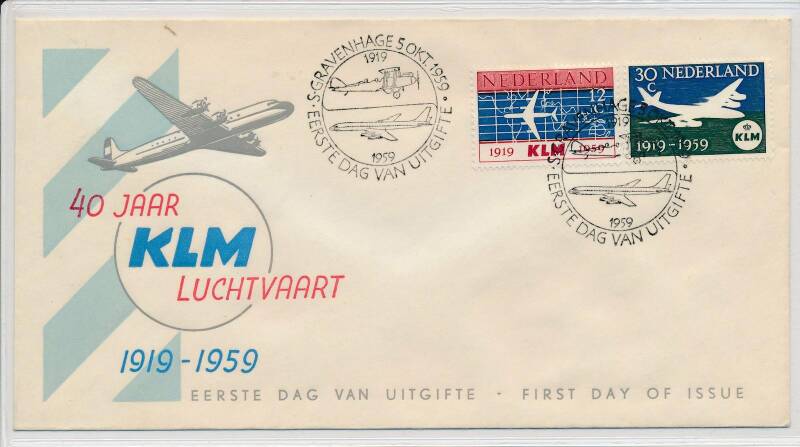 'S-GRAVENHAGE 5 OKT. 1959
1919
1959
EERSTE DAG VAN UITGIFTE
NEDERLAND
12
C
1919 KLM 1959
30 NEDERLAND
C
KLM
1919-1959
1919
1959
EERSTE DAG VAN UITGIFTE
40 JAAR
KLM
LUCHTVAART
1919-1959
EERSTE DAG VAN UITGIFTE - FIRST DAY OF ISSUE